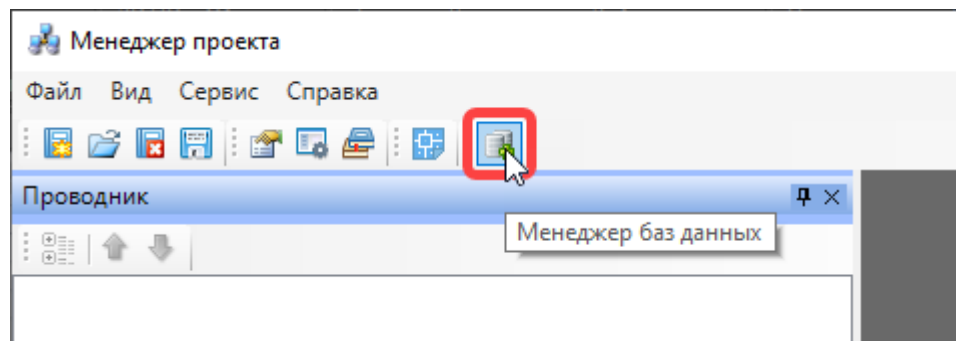 Менеджер проекта
Файл Вид Сервис Справка
Проводник
Менеджер баз данных